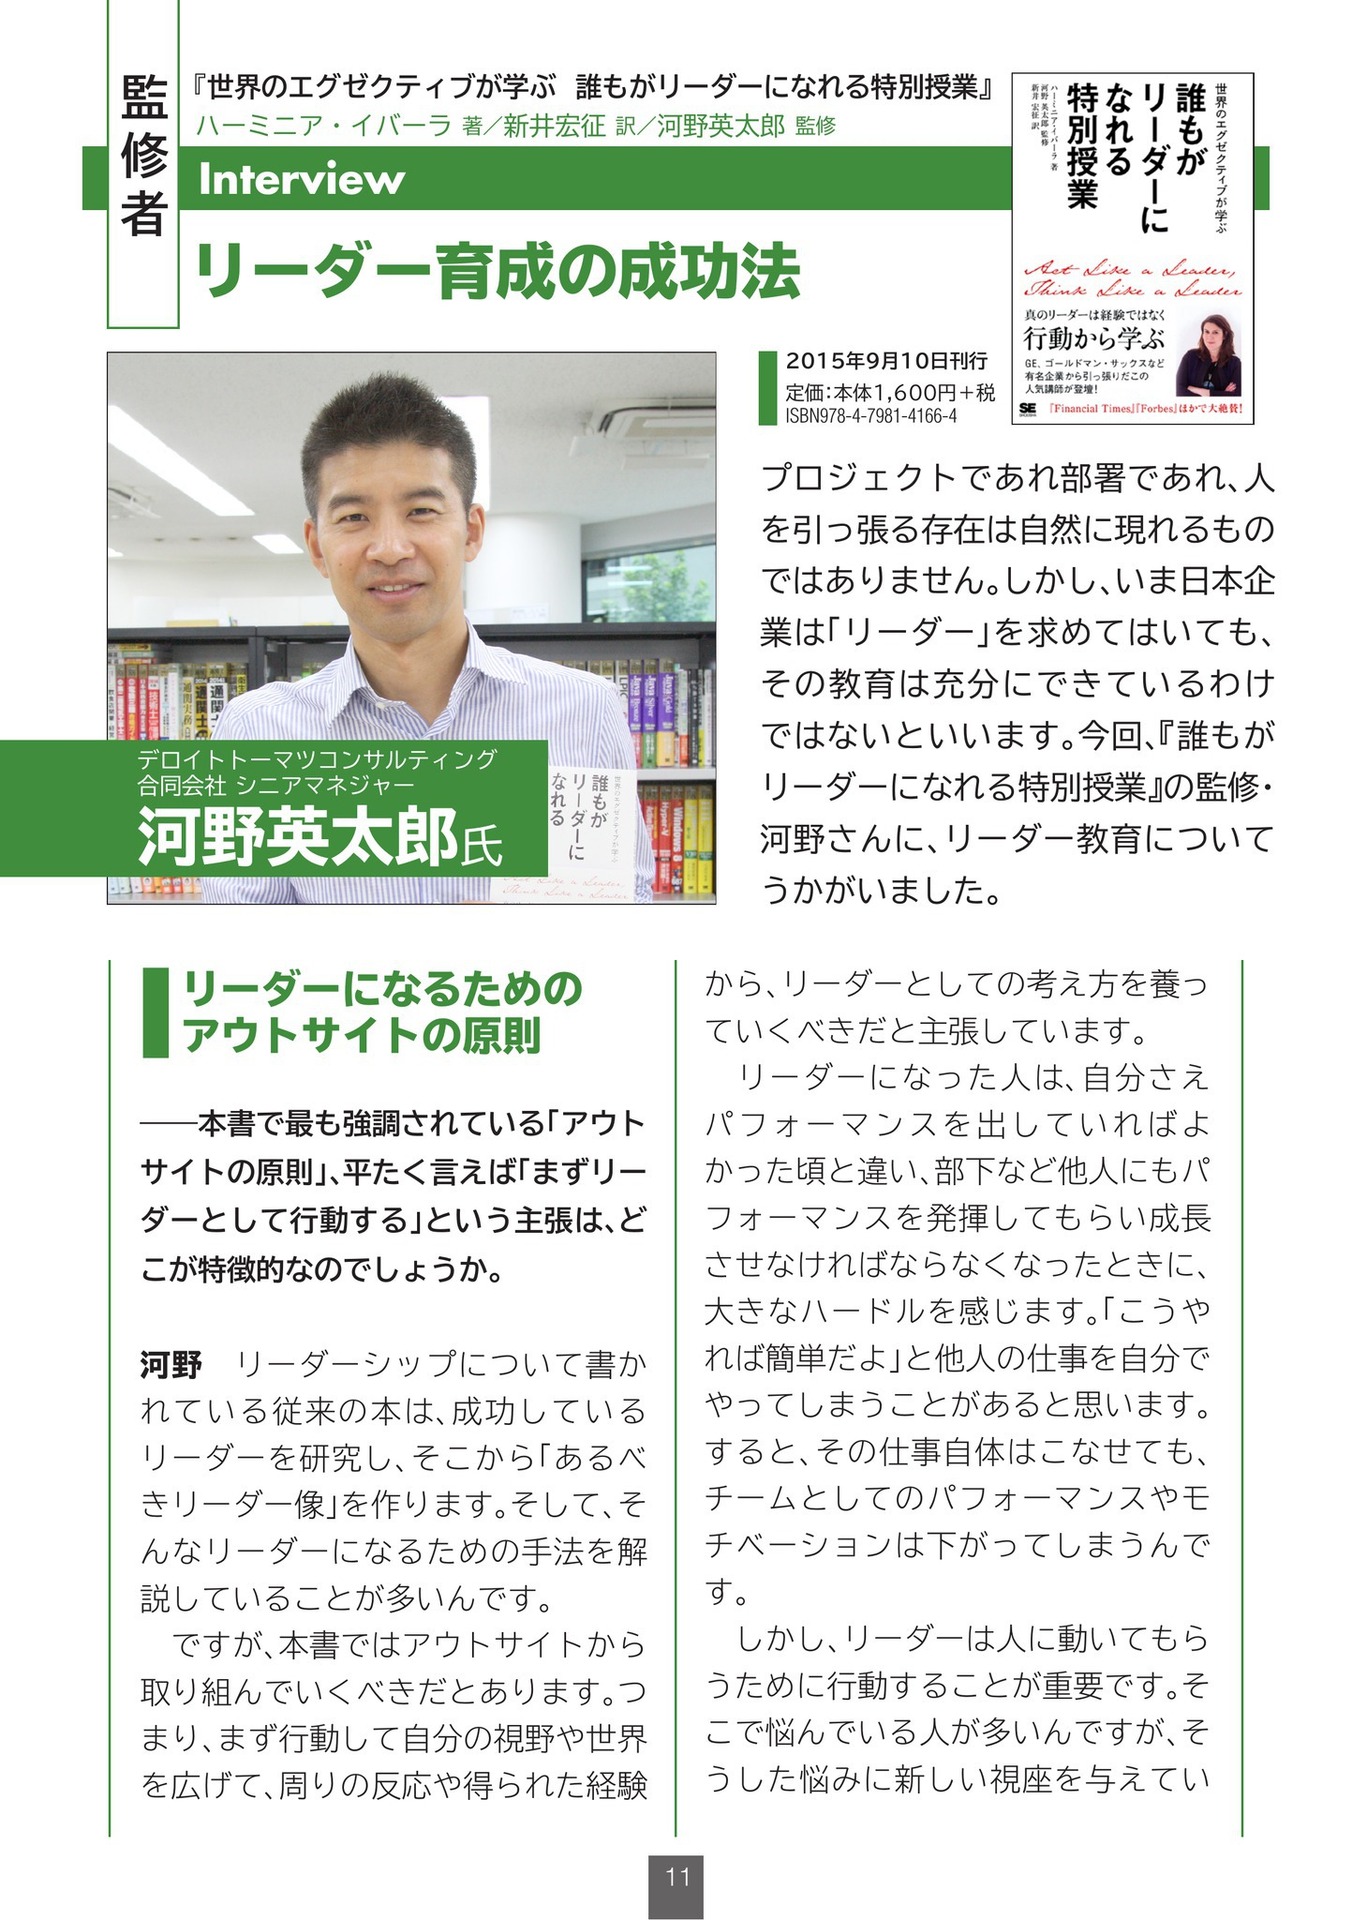 監修者
『世界のエグゼクティブが学ぶ 誰もがリーダーになれる特別授業』
ハーミニア・イバーラ 著／新井宏征 訳／河野英太郎 監修
Interview
リーダー育成の成功法
世界のエグゼクティブが学ぶ
誰もが
リーダーに
なれる
特別授業
ハーミニア・イバーラ 著
河野英太郎 監修
新井宏征 訳
Act Like a Leader,
Think Like a Leader
真のリーダーは経験ではなく
行動から学ぶ
GE、ゴールドマン・サックスなど
有名企業から引っ張りだこの
人気講師が登壇！
SE
SHOEISHA
『Financial Times』『Forbes』ほかで大絶賛！
2015年9月10日刊行
定価：本体1,600円＋税
ISBN978-4-7981-4166-4
デロイトトーマツコンサルティング
合同会社 シニアマネジャー
河野英太郎氏
世界のエグゼクティブが学ぶ
誰もが
リーダーに
なれる
Act Like a Leader
Think Like a Leader
プロジェクトであれ部署であれ、人
を引っ張る存在は自然に現れるもの
ではありません。しかし、いま日本企
業は「リーダー」を求めてはいても、
その教育は充分にできているわけ
ではないといいます。今回、『誰もが
リーダーになれる特別授業』の監修・
河野さんに、リーダー教育について
うかがいました。
リーダーになるための
アウトサイトの原則
――本書で最も強調されている「アウト
サイトの原則」、平たく言えば「まずリー
ダーとして行動する」という主張は、ど
こが特徴的なのでしょうか。
河野　リーダーシップについて書か
れている従来の本は、成功している
リーダーを研究し、そこから「あるべ
きリーダー像」を作ります。そして、そ
んなリーダーになるための手法を解
説していることが多いんです。
　ですが、本書ではアウトサイトから
取り組んでいくべきだとあります。つ
まり、まず行動して自分の視野や世界
を広げて、周りの反応や得られた経験
から、リーダーとしての考え方を養っ
ていくべきだと主張しています。
　リーダーになった人は、自分さえ
パフォーマンスを出していればよ
かった頃と違い、部下など他人にもパ
フォーマンスを発揮してもらい成長
させなければならなくなったときに、
大きなハードルを感じます。「こうや
れば簡単だよ」と他人の仕事を自分で
やってしまうことがあると思います。
すると、その仕事自体はこなせても、
チームとしてのパフォーマンスやモ
チベーションは下がってしまうんで
す。
　しかし、リーダーは人に動いてもら
うために行動することが重要です。そ
こで悩んでいる人が多いんですが、そ
うした悩みに新しい視座を与えてい
11